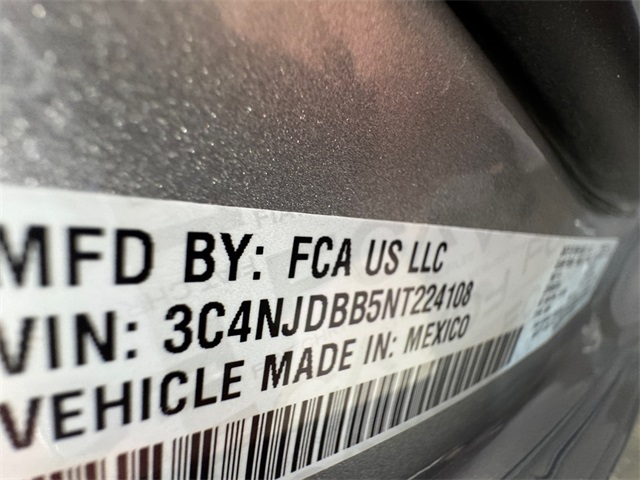 MFD BY: FCA US LLC
VIN: 3C4NJDBB5NT224108
VEHICLE MADE IN: MEXICO